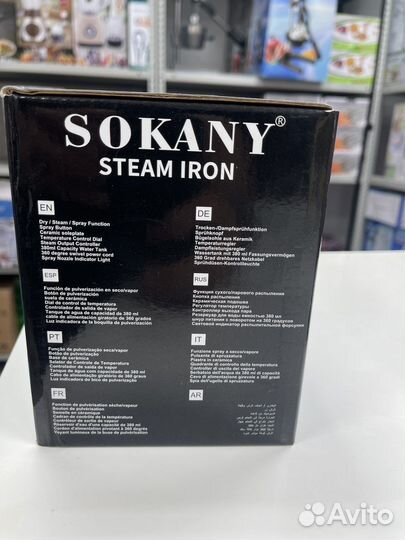 SOKANY®
STEAM IRON
EN
Dry / Steam / Spray Function
Spray Button
Ceramic soleplate
Temperature Control Dial
Steam Output Controller
380ml Capacity Water Tank
360 degree swivel power cord
Spray Nozzle Indicator Light
DE
Trocken-/Dampfsprühfunktion
Sprühknopf
Bügelsohle aus Keramik
Temperaturregler
Dampfleistungsregler
Wassertank mit 380 ml Fassungsvermögen
360 Grad drehbares Netzkabel
Sprühdüsen-Kontrollleuchte
ESP
Función de pulverización en seco/vapor
Botón de pulverización
suela de cerámica
Dial de control de temperatura
Controlador de salida de vapor
Tanque de agua de capacidad de 380 ml
cable de alimentación giratorio de 360 grados
Luz indicadora de la boquilla de pulverización
RUS
Функция сухого/парового распыления
Кнопка распыления
Керамическая подошва
Регулятор температуры
Контроллер выхода пара
Резервуар для воды емкостью 380 мл
шнур питания с поворотом на 360 градусов
Световой индикатор распылительной форсунки
PT
Função de pulverização seco/vapor
Botão de pulverização
Base da cerâmica
Seletor de Controle de Temperatura
Controlador de saída de vapor
Tanque de água com capacidade de 380 ml
Cabo de alimentação giratório de 360 graus
Luz indicadora do bico de pulverização
IT
Funzione spray a secco/vapore
Pulsante di spruzzatura
Piastra in ceramica
Quadrante di controllo della temperatura
Controller di uscita del vapore
Serbatoio dell'acqua di capacità di 380 ml
Cavo di alimentazione girevole a 360 gradi
Spia dell'ugello di spruzzatura
FR
Fonction de pulvérisation sèche/vapeur
Bouton de pulvérisation
Semelle en céramique
Cadran de contrôle de la température
Contrôleur de sortie de vapeur
Réservoir d'eau d'une capacité de 380 ml
Cordon d'alimentation pivotant à 360 degrés
Voyant lumineux de la buse de pulvérisation
AR
Avito